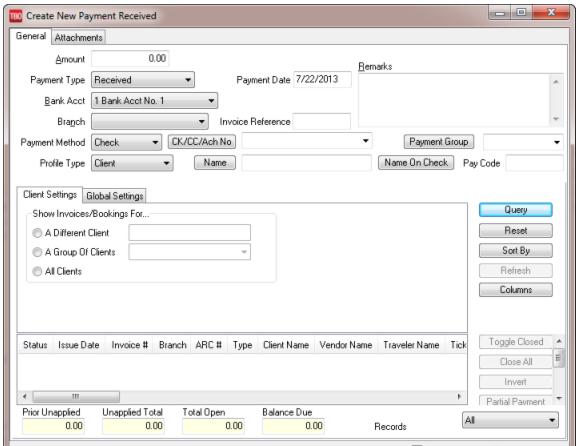 TBO Create New Payment Received
General Attachments
Amount 0.00
Remarks
Payment Type Received Payment Date 7/22/2013
Bank Acct 1 Bank Acct No. 1
Branch Invoice Reference
Payment Method Check CK/CC/Ach No Payment Group
Profile Type Client Name Name On Check Pay Code
Client Settings Global Settings
Show Invoices/Bookings For...
A Different Client
A Group Of Clients
All Clients
Query
Reset
Sort By
Refresh
Columns
Status Issue Date Invoice # Branch ARC # Type Client Name Vendor Name Traveler Name Tick
Toggle Closed
Close All
Invert
Partial Payment
Prior Unapplied Unapplied Total Total Open Balance Due
0.00 0.00 0.00 0.00 Records All